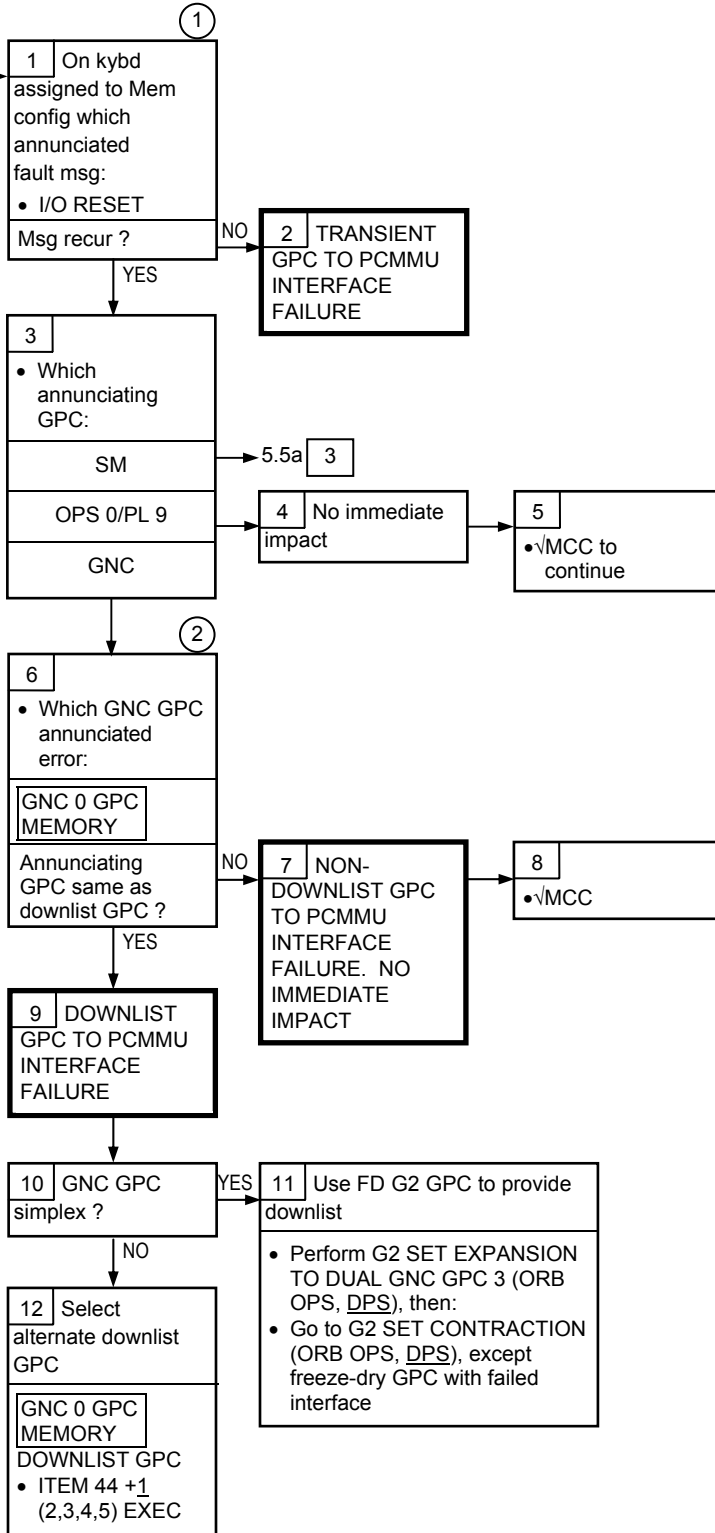 1
1 On kybd
assigned to Mem
config which
annunciated
fault msg:
• I/O RESET
Msg recur ?
NO
YES
2 TRANSIENT
GPC TO PCMMU
INTERFACE
FAILURE
3
• Which
annunciating
GPC:
SM
5.5a 3
OPS 0/PL 9
4 No immediate
impact
5
•√MCC to
continue
GNC
2
6
• Which GNC GPC
annunciated
error:
GNC 0 GPC
MEMORY
Annunciating
GPC same as
downlist GPC ?
NO
YES
7 NON-
DOWNLIST GPC
TO PCMMU
INTERFACE
FAILURE. NO
IMMEDIATE
IMPACT
8
•√MCC
9 DOWNLIST
GPC TO PCMMU
INTERFACE
FAILURE
10 GNC GPC
simplex ?
YES
NO
11 Use FD G2 GPC to provide
downlist
• Perform G2 SET EXPANSION
TO DUAL GNC GPC 3 (ORB
OPS, DPS), then:
• Go to G2 SET CONTRACTION
(ORB OPS, DPS), except
freeze-dry GPC with failed
interface
12 Select
alternate downlist
GPC
GNC 0 GPC
MEMORY
DOWNLIST GPC
• ITEM 44 +1
(2,3,4,5) EXEC